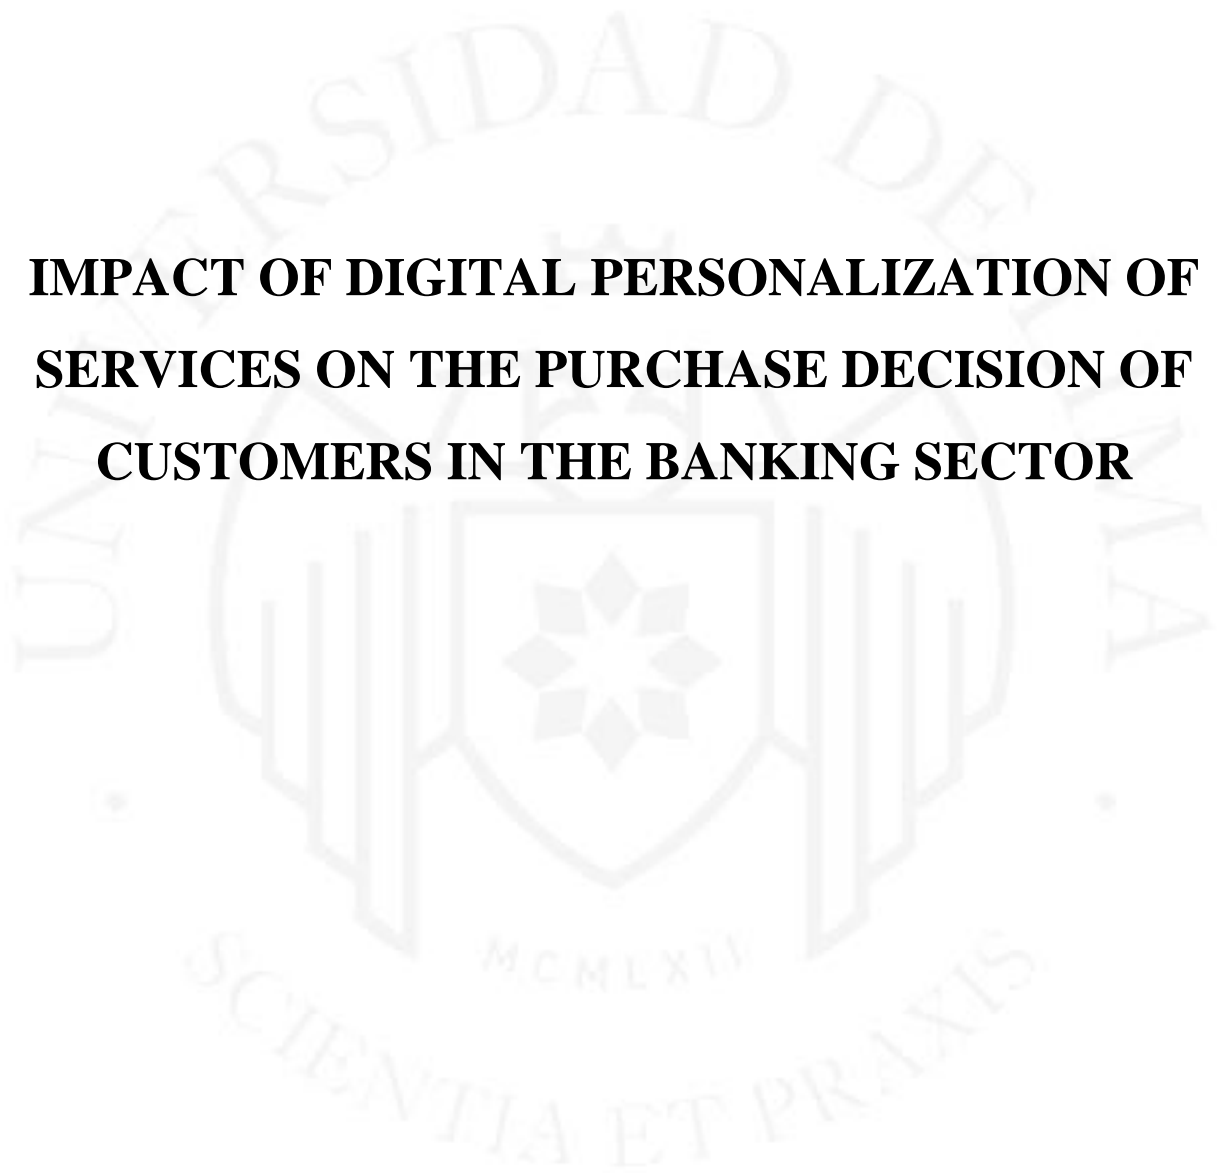 UNIVERSIDAD DE LIMA
IMPACT OF DIGITAL PERSONALIZATION OF
SERVICES ON THE PURCHASE DECISION OF
CUSTOMERS IN THE BANKING SECTOR
MCMLXII
SCIENTIA ET PRAXIS